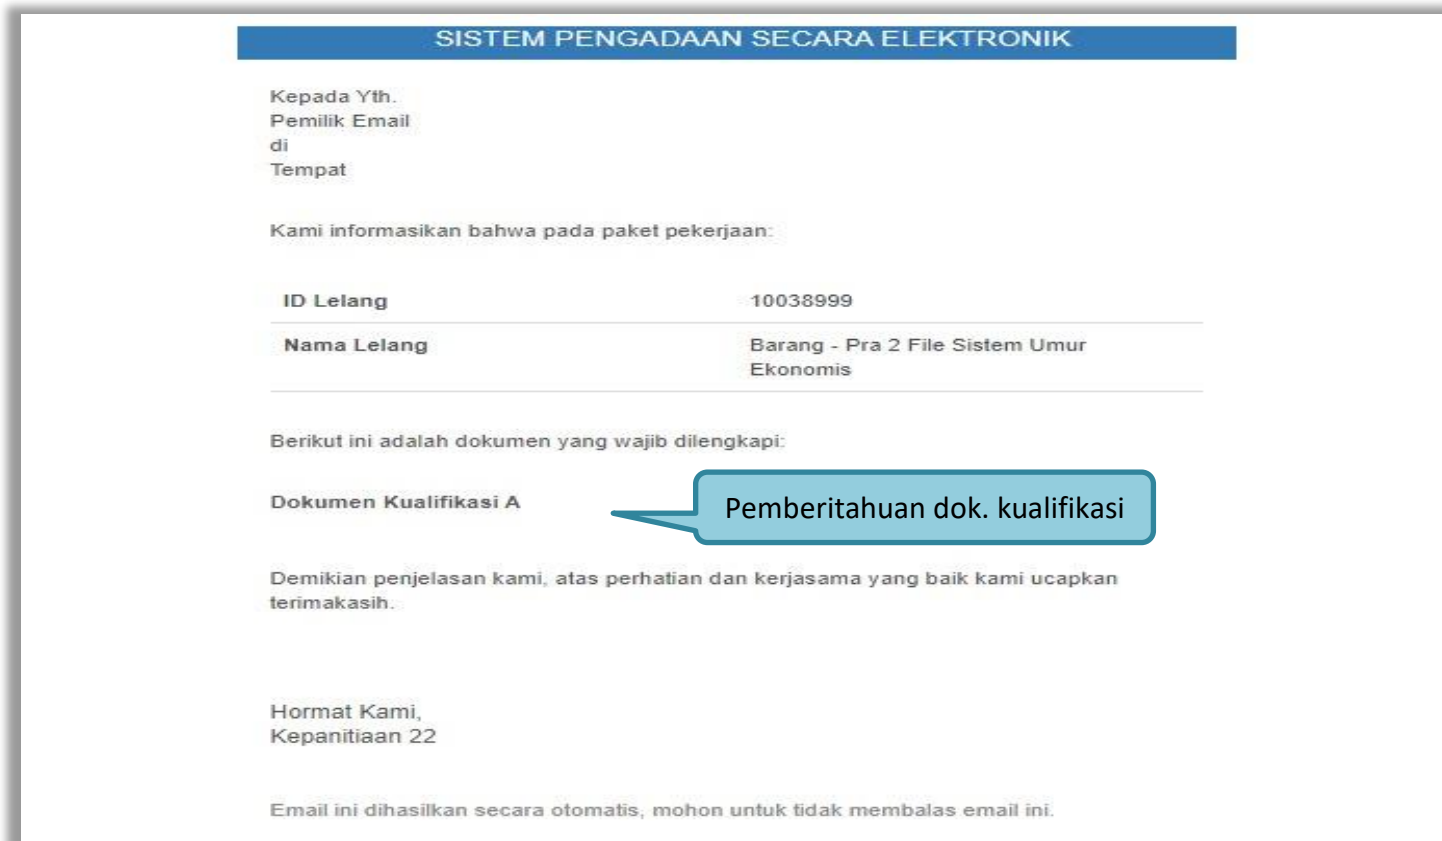 SISTEM PENGADAAN SECARA ELEKTRONIK
Kepada Yth.
Pemilik Email
di
Tempat
Kami informasikan bahwa pada paket pekerjaan:
ID Lelang 10038999
Nama Lelang Barang - Pra 2 File Sistem Umur
Ekonomis
Berikut ini adalah dokumen yang wajib dilengkapi:
Dokumen Kualifikasi A
Pemberitahuan dok. kualifikasi
Demikian penjelasan kami, atas perhatian dan kerjasama yang baik kami ucapkan
terimakasih.
Hormat Kami,
Kepanitiaan 22
Email ini dihasilkan secara otomatis, mohon untuk tidak membalas email ini.